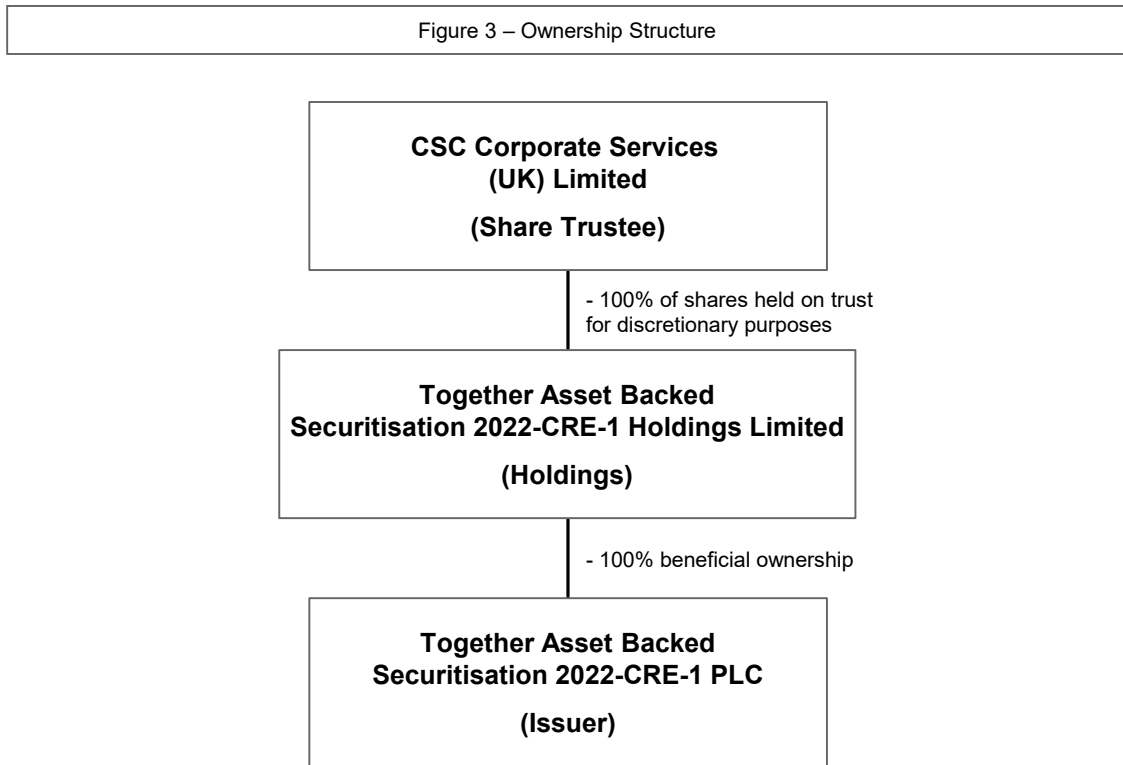 Figure 3 – Ownership Structure
CSC Corporate Services
(UK) Limited
(Share Trustee)
- 100% of shares held on trust
for discretionary purposes
Together Asset Backed
Securitisation 2022-CRE-1 Holdings Limited
(Holdings)
- 100% beneficial ownership
Together Asset Backed
Securitisation 2022-CRE-1 PLC
(Issuer)